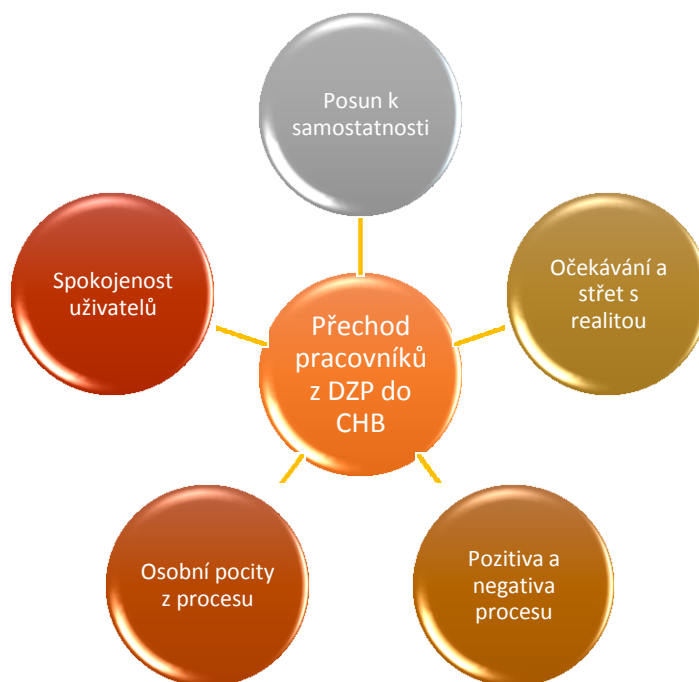 Posun k
samostatnosti
Spokojenost
uživatelů
Očekávání a
střet s
realitou
Přechod
pracovníků
z DZP do
CHB
Osobní pocity
z procesu
Pozitiva a
negativa
procesu